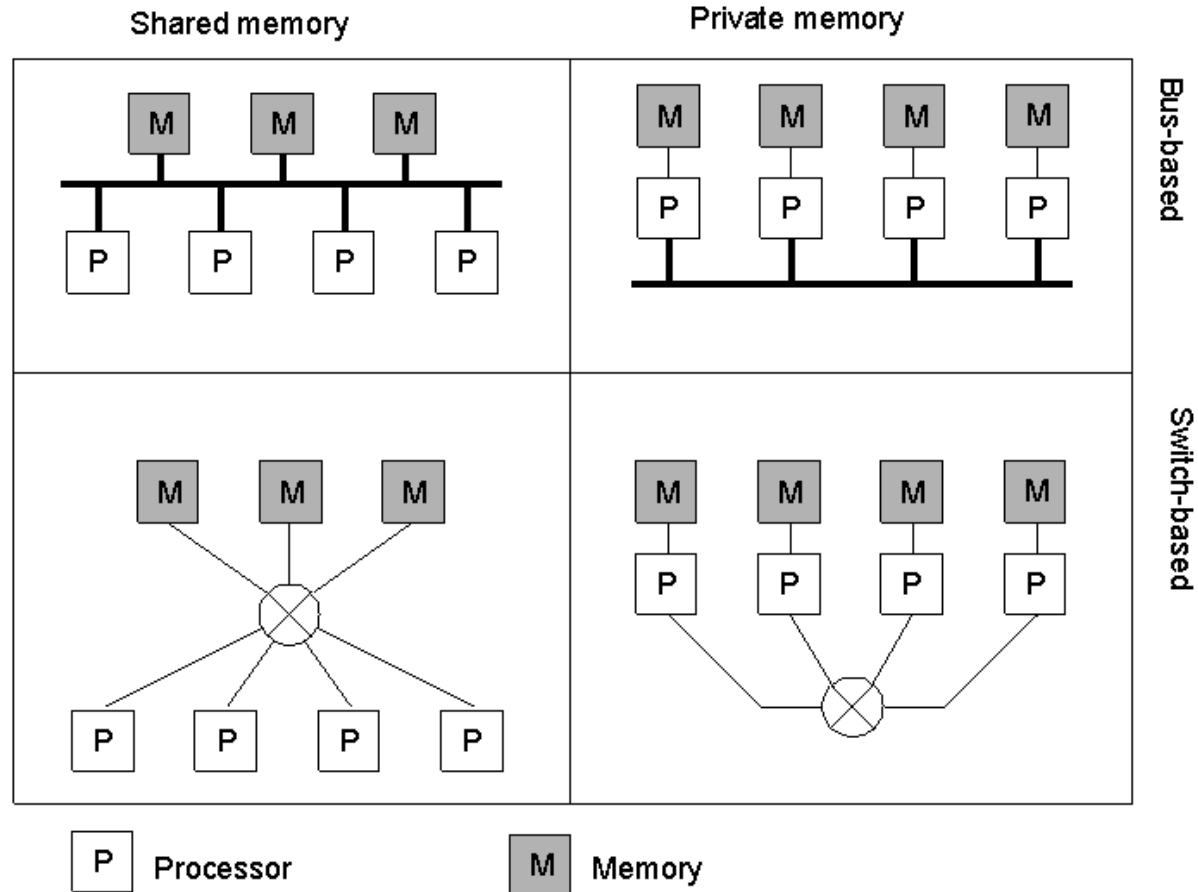 Shared memory
Private memory
M M M
P P P P
M M M M
P P P P
Bus-based
M M M
P P P P
M M M M
P P P P
Switch-based
P Processor
M Memory